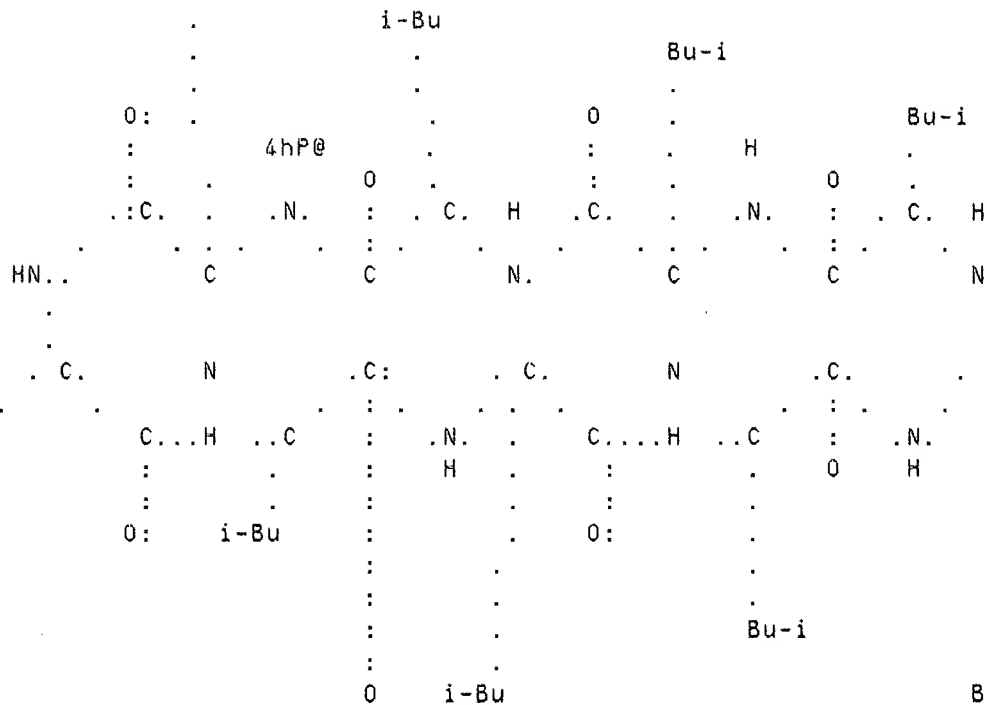 i-Bu
Bu-i
O: O Bu-i
4hP@ H
O O
.:C. .N. C. H .C. .N. C. H
HN.. C C N. C C N
. C. N .C: . C. N .C.
C...H ..C .N. C....H ..C .N.
H O H
O: i-Bu O:
Bu-i
O i-Bu B